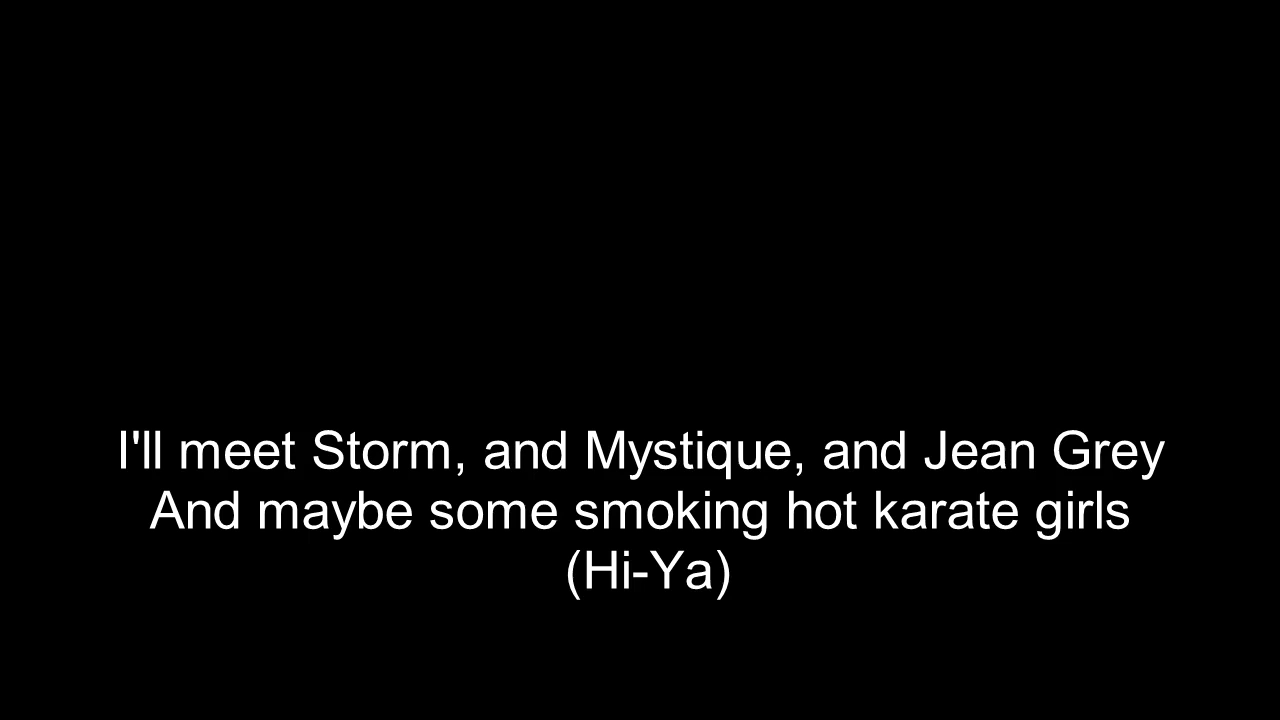 I'll meet Storm, and Mystique, and Jean Grey
And maybe some smoking hot karate girls
(Hi-Ya)